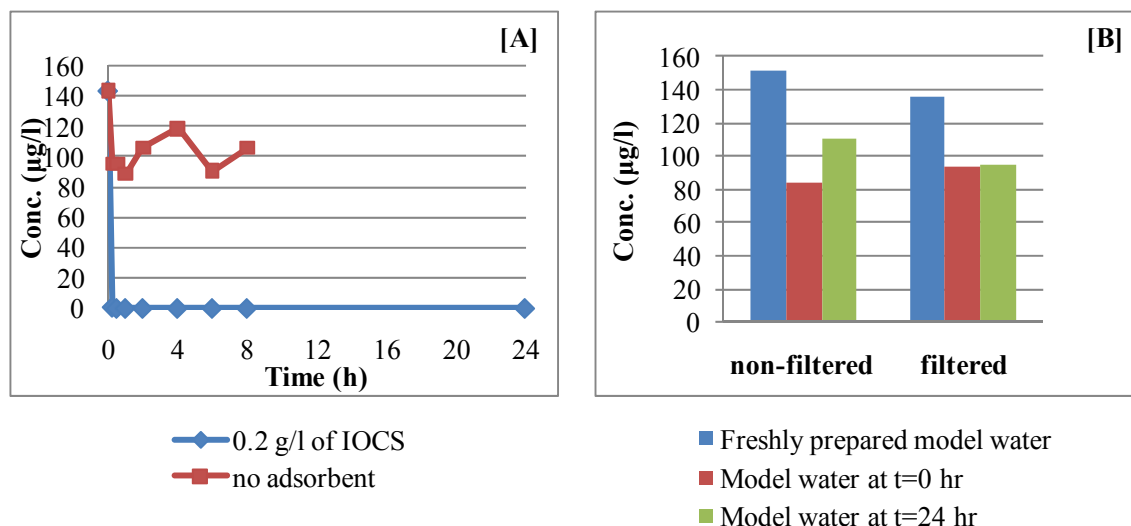 [A]
Conc. (µg/l)
160
140
120
100
80
60
40
20
0
0 4 8 12 16 20 24
Time (h)
0.2 g/l of IOCS
no adsorbent
[B]
Conc. (µg/l)
160
140
120
100
80
60
40
20
0
non-filtered filtered
Freshly prepared model water
Model water at t=0 hr
Model water at t=24 hr